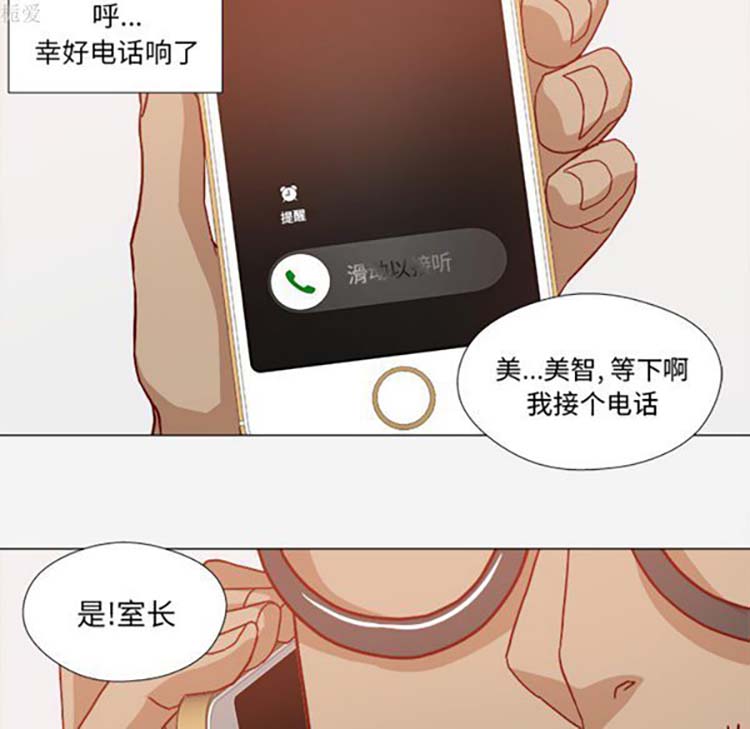 栀爱
呼...
幸好电话响了
提醒
滑动以接听
美...美智, 等下啊
我接个电话
是!室长